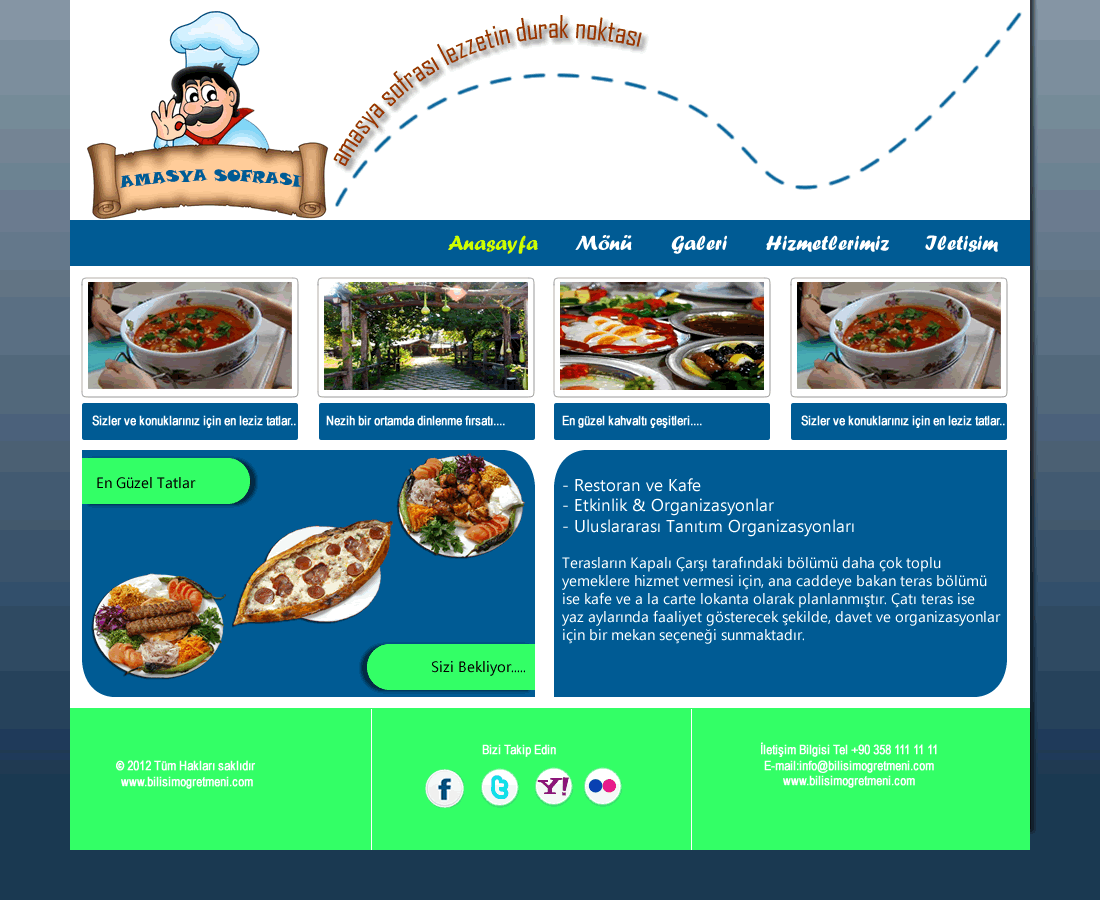 amasya sofrası lezzetin durak noktası
AMASYA SOFRASI
Anasayfa Mönü Galeri Hizmetlerimiz Iletisim
Sizler ve konuklarınız için en leziz tatlar..
Nezih bir ortamda dinlenme fırsatı....
En güzel kahvaltı çeşitleri....
Sizler ve konuklarınız için en leziz tatlar..
En Güzel Tatlar
Sizi Bekliyor.....
- Restoran ve Kafe
- Etkinlik & Organizasyonlar
- Uluslararası Tanıtım Organizasyonları
Terasların Kapalı Çarşı tarafındaki bölümü daha çok toplu
yemeklere hizmet vermesi için, ana caddeye bakan teras bölümü
ise kafe ve a la carte lokanta olarak planlanmıştır. Çatı teras ise
yaz aylarında faaliyet gösterecek şekilde, davet ve organizasyonlar
için bir mekan seçeneği sunmaktadır.
© 2012 Tüm Hakları saklıdır
www.bilisimogretmeni.com
Bizi Takip Edin
f
t
Y!
İletişim Bilgisi Tel +90 358 111 11 11
E-mail:info@bilisimogretmeni.com
www.bilisimogretmeni.com